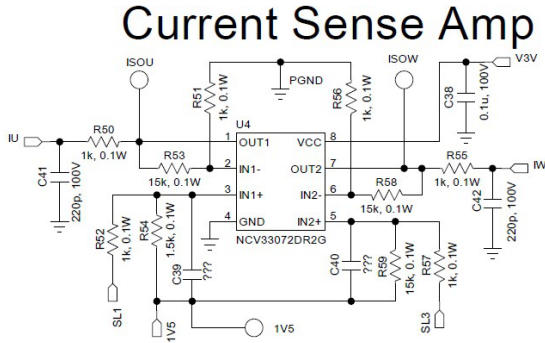 Current Sense Amp
ISOU
ISOW
V3V
R51
1k, 0.1W
PGND
R56
1k, 0.1W
C38
0.1u, 100V
U4
IU
R50
1k, 0.1W
1
OUT1
VCC
8
C41
220p, 100V
R53
15k, 0.1W
2
IN1-
OUT2
7
R55
1k, 0.1W
IW
3
IN1+
IN2-
6
R58
15k, 0.1W
C42
220p, 100V
4
GND
IN2+
5
NCV33072DR2G
R52
1k, 0.1W
R54
1.5k, 0.1W
C39
???
C40
???
R59
15k, 0.1W
R57
1k, 0.1W
SL1
1V5
1V5
SL3